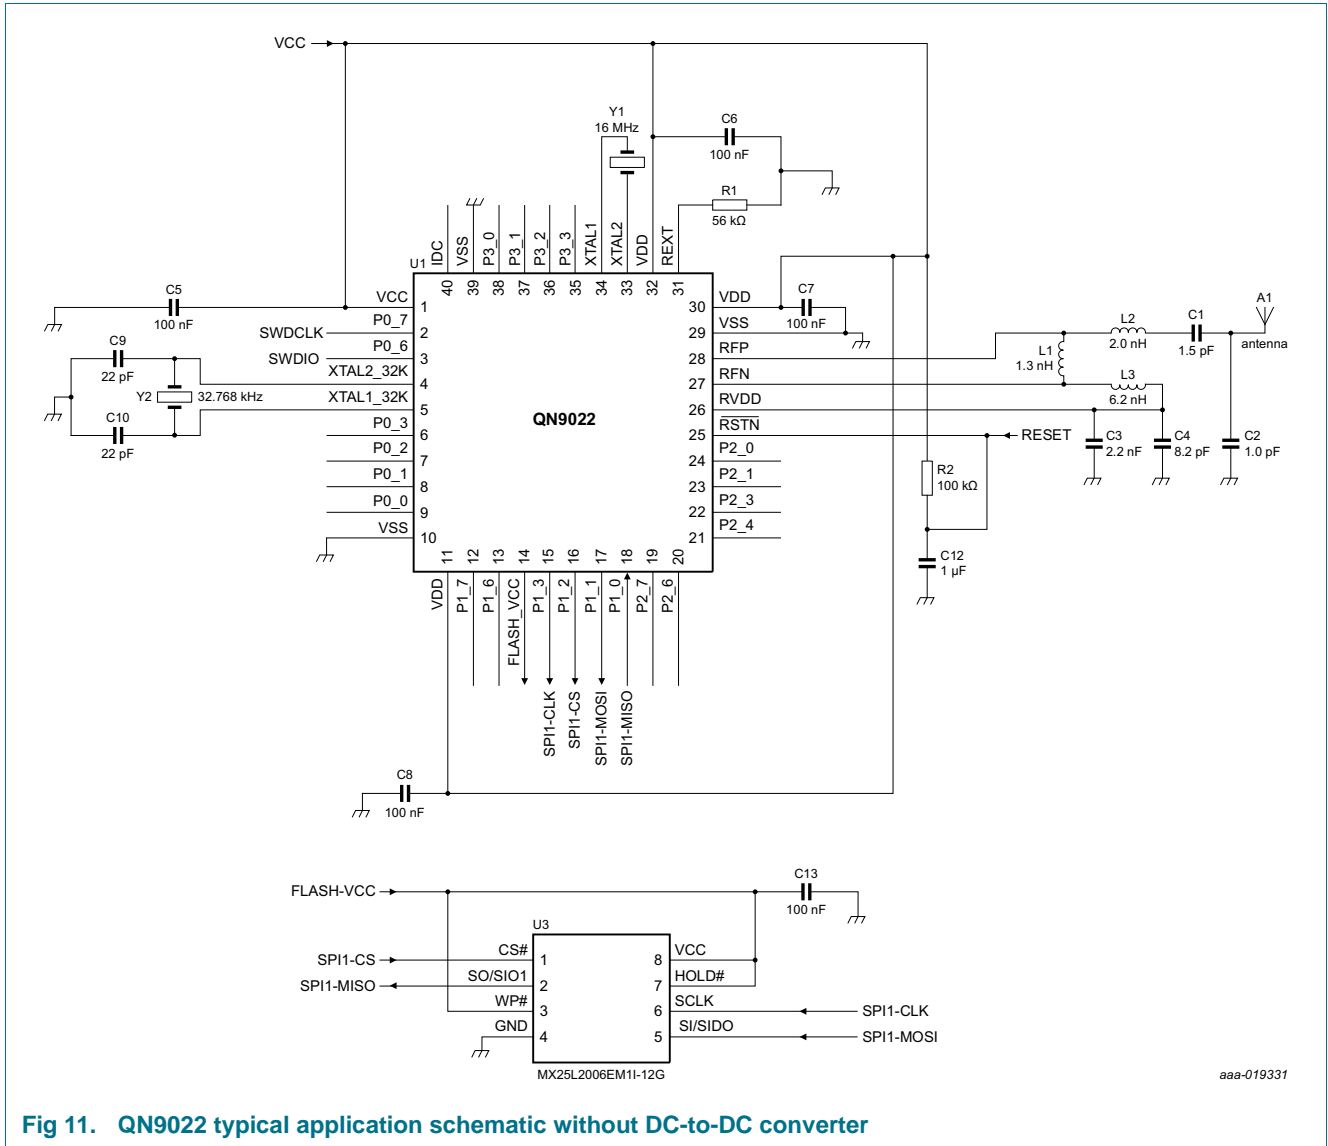 VCC
Y1
16 MHz
C6
100 nF
R1
56 kΩ
IDC
VSS
P3_0
P3_1
P3_2
P3_3
XTAL1
XTAL2
VDD
REXT
U1
40
39
38
37
36
35
34
33
32
31
C5
100 nF
VCC
1
P0_7
SWDCLK
2
P0_6
SWDIO
3
C9
22 pF
XTAL2_32K
4
Y2
32.768 kHz
XTAL1_32K
5
C10
22 pF
P0_3
6
P0_2
7
P0_1
8
P0_0
9
VSS
10
QN9022
30
VDD
C7
100 nF
29
VSS
28
RFP
27
RFN
26
RVDD
25
RSTN
RESET
24
P2_0
23
P2_1
22
P2_3
21
P2_4
L1
1.3 nH
L2
2.0 nH
C1
1.5 pF
A1
antenna
L3
6.2 nH
C3
2.2 nF
C4
8.2 pF
C2
1.0 pF
R2
100 kΩ
C12
1 µF
11
12
13
14
15
16
17
18
19
20
VDD
P1_7
P1_6
FLASH_VCC
P1_3
P1_2
P1_1
P1_0
P2_7
P2_6
SPI1-CLK
SPI1-CS
SPI1-MOSI
SPI1-MISO
C8
100 nF
FLASH-VCC
C13
100 nF
U3
SPI1-CS
CS#
1
8
VCC
SPI1-MISO
SO/SIO1
2
7
HOLD#
WP#
3
6
SCLK
SPI1-CLK
GND
4
5
SI/SIDO
SPI1-MOSI
MX25L2006EM1I-12G
aaa-019331
Fig 11. QN9022 typical application schematic without DC-to-DC converter